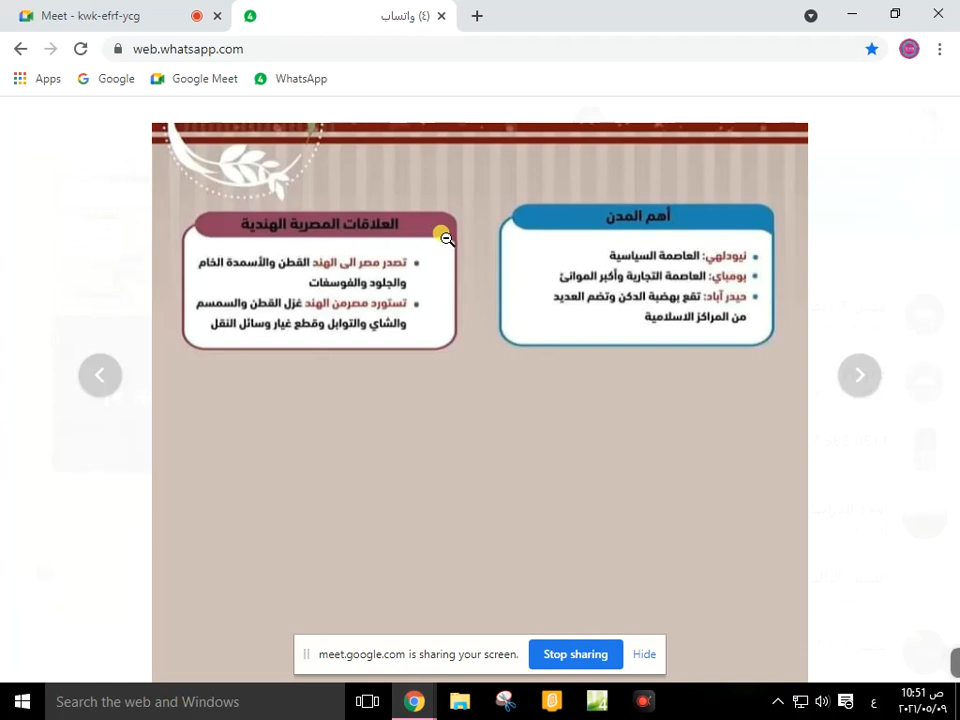 Meet - kwk-efrf-ycg
(٤) واتساب
web.whatsapp.com
Apps
Google
Google Meet
WhatsApp
أهم المدن
نيودلهي: العاصمة السياسية
بومباي: العاصمة التجارية وأكبر الموانئ
حيدر آباد: تقع بهضبة الدكن وتضم العديد
من المراكز الاسلامية
العلاقات المصرية الهندية
تصدر مصر الى الهند القطن والأسمدة الخام
والجلود والفوسفات
تستورد مصرمن الهند غزل القطن والسمسم
والشاي والتوابل وقطع غيار وسائل النقل
meet.google.com is sharing your screen.
Stop sharing
Hide
Search the web and Windows
ع
10:51 ص
٢٠٢١/٠٥/٠٩